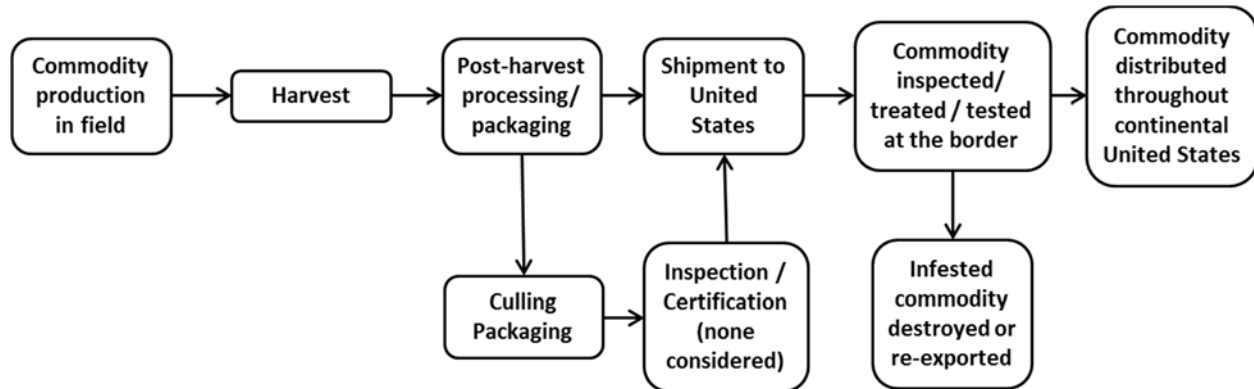 Commodity
production
in field
Harvest
Post-harvest
processing/
packaging
Shipment to
United
States
Commodity
inspected/
treated / tested
at the border
Commodity
distributed
throughout
continental
United States
Culling
Packaging
Inspection /
Certification
(none
considered)
Infested
commodity
destroyed or
re-exported